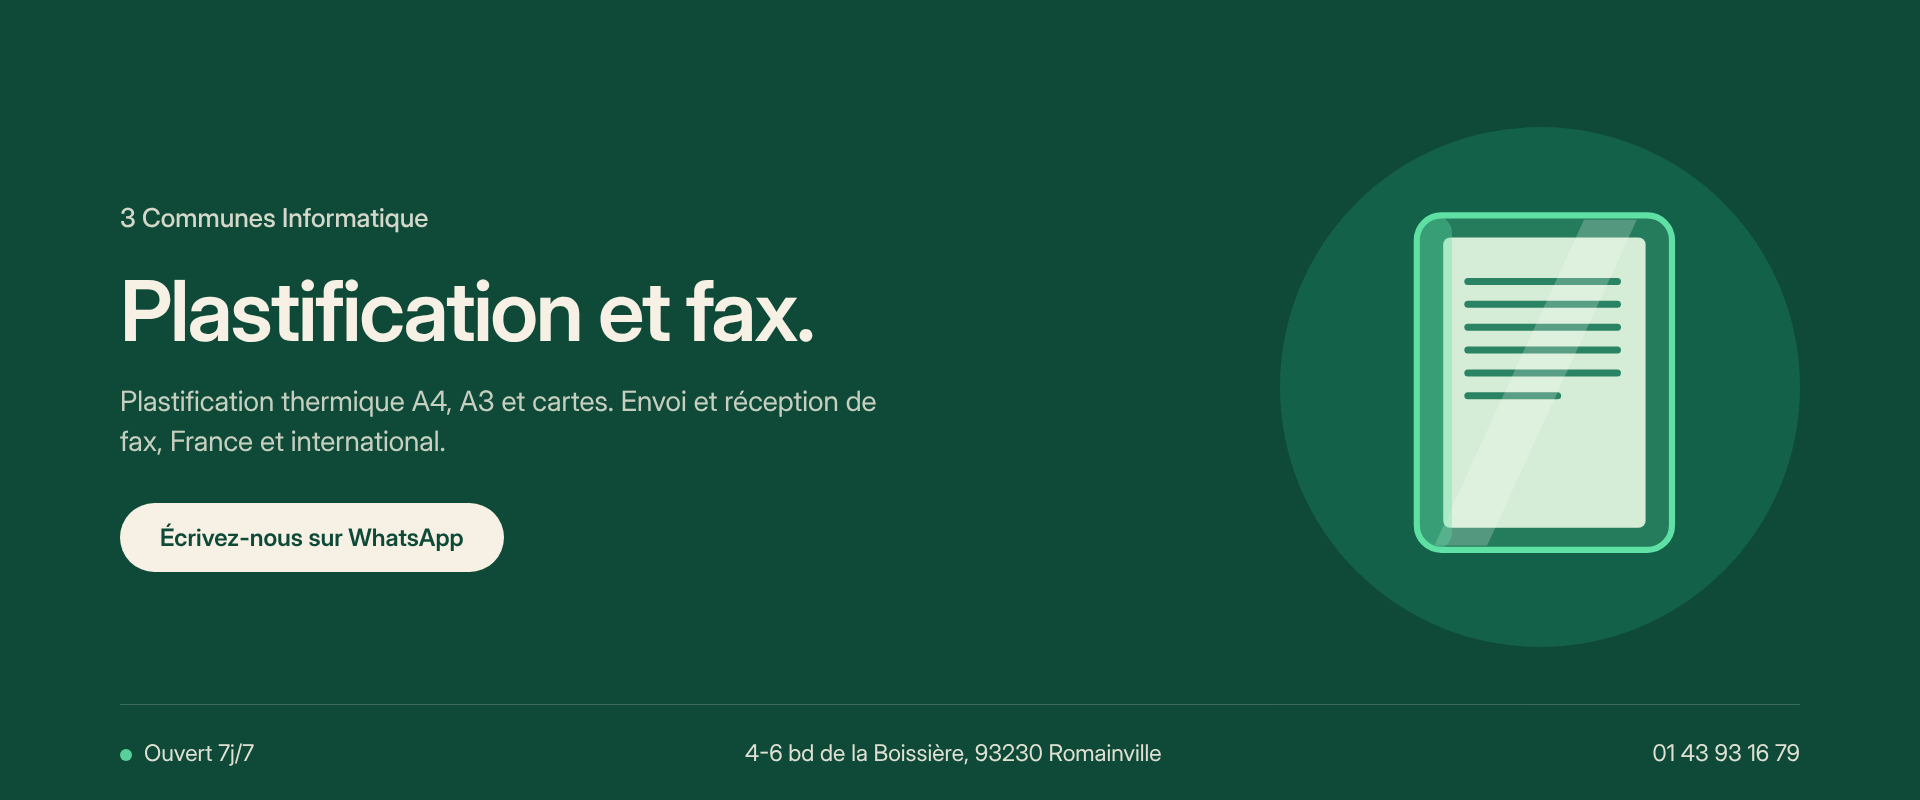 3 Communes Informatique
Plastification et fax.
Plastification thermique A4, A3 et cartes. Envoi et réception de
fax, France et international.
Écrivez-nous sur WhatsApp
Ouvert 7j/7
4-6 bd de la Boissière, 93230 Romainville
01 43 93 16 79